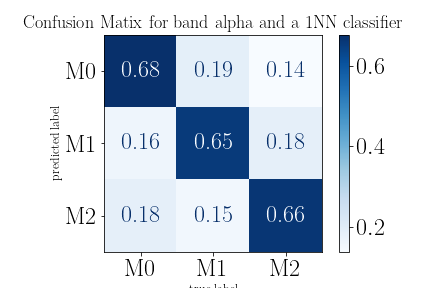 Confusion Matix for band alpha and a 1NN classifier
M0 0.68 0.19 0.14
M1 0.16 0.65 0.18
M2 0.18 0.15 0.66
M0 M1 M2
predicted label
true label
0.6
0.4
0.2